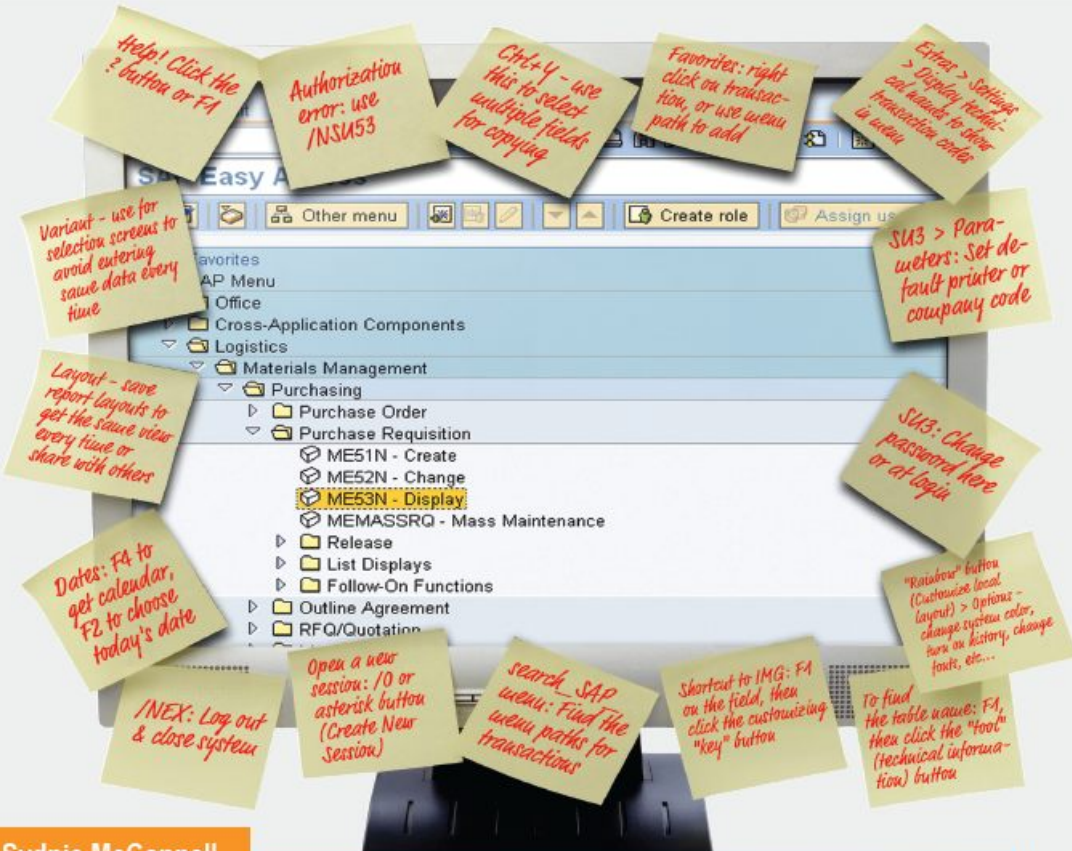 Help! Click the
? button or F1
Authorization
error: use
/NSU53
Ctrl+Y - use
this to select
multiple fields
for copying
Favorites: right
click on transac-
tion, or use menu
path to add
Extras > Settings
> Display techni-
cal names to show
transaction codes
in menu
Easy
Other menu
Create role
Assign us
Variant - use for
selection screens to
avoid entering
same data every
time
SU3 > Para-
meters: Set de-
fault printer or
company code
avorites
AP Menu
Office
Cross-Application Components
Logistics
Materials Management
Purchasing
Purchase Order
Purchase Requisition
ME51N - Create
ME52N - Change
ME53N - Display
MEMASSRQ - Mass Maintenance
Release
List Displays
Follow-On Functions
Outline Agreement
RFQ/Quotation
Layout - save
report layouts to
get the same view
every time or
share with others
SU3: Change
password here
or at login
Dates: F4 to
get calendar,
F2 to choose
today's date
"Rainbow" button
(Customize local
layout) > Options -
change system color,
turn on history, change
fonts, etc...
/NEX: Log out
& close system
Open a new
session: /O or
asterisk button
(Create New
Session)
search_SAP_
menu: Find the
menu paths for
transactions
Shortcut to IMG: F1
on the field, then
click the customizing
"key" button
To find
the table name: F1,
then click the "tool"
(technical informa-
tion) button